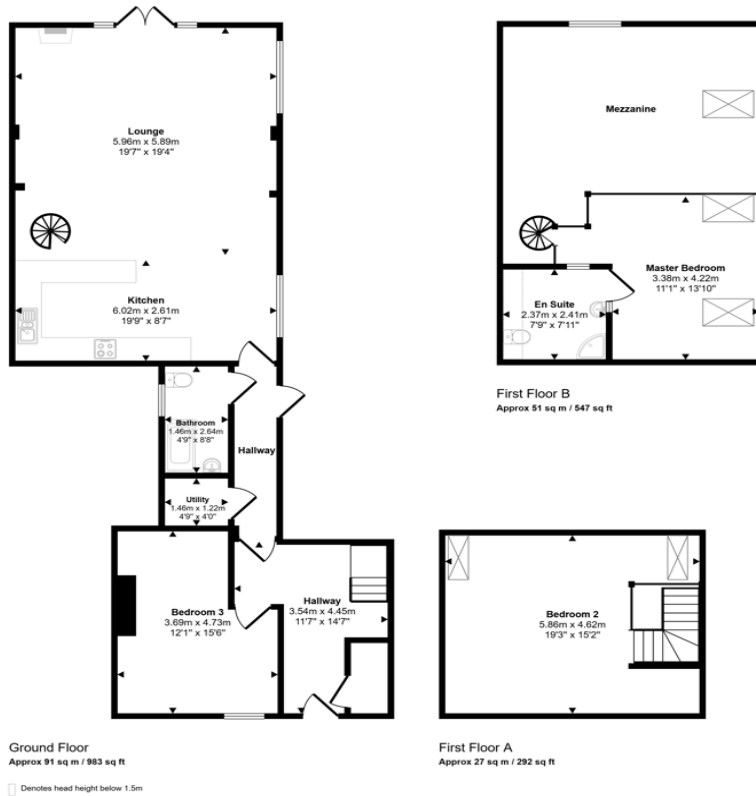 Lounge
5.96m x 5.89m
19'7" x 19'4"
Kitchen
6.02m x 2.61m
19'9" x 8'7"
Bathroom
1.46m x 2.64m
4'9" x 8'8"
Hallway
Utility
1.46m x 1.22m
4'9" x 4'0"
Bedroom 3
3.69m x 4.73m
12'1" x 15'6"
Hallway
3.54m x 4.45m
11'7" x 14'7"
Ground Floor
Approx 91 sq m / 983 sq ft
Denotes head height below 1.5m
Mezzanine
Master Bedroom
3.38m x 4.22m
11'1" x 13'10"
En Suite
2.37m x 2.41m
7'9" x 7'11"
First Floor B
Approx 51 sq m / 547 sq ft
Bedroom 2
5.86m x 4.62m
19'3" x 15'2"
First Floor A
Approx 27 sq m / 292 sq ft